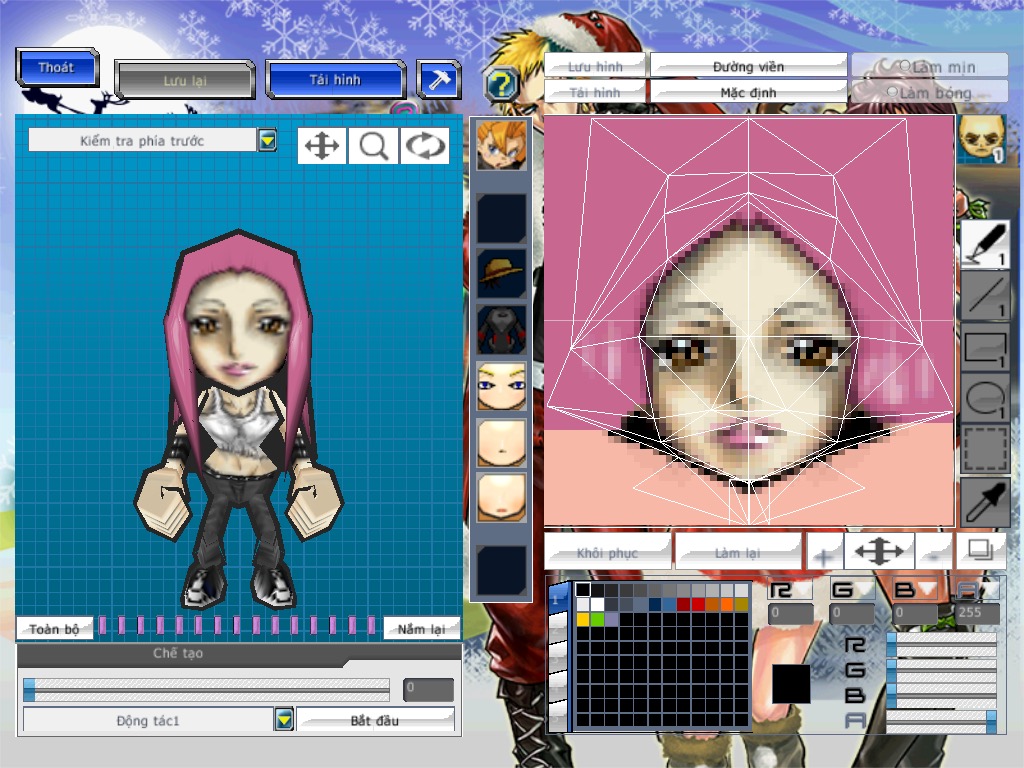 Thoát
Lưu lại
Tải hình
?
Lưu hình
Đường viền
Làm mịn
Tải hình
Mặc định
Làm bóng
Kiểm tra phía trước
1
1
1
1
1
Khôi phục
Làm lại
+
-
1
R G B A
0 0 0 255
R
G
B
A
Toàn bộ
Nắm lại
Chế tạo
0
Động tác1
Bắt đầu